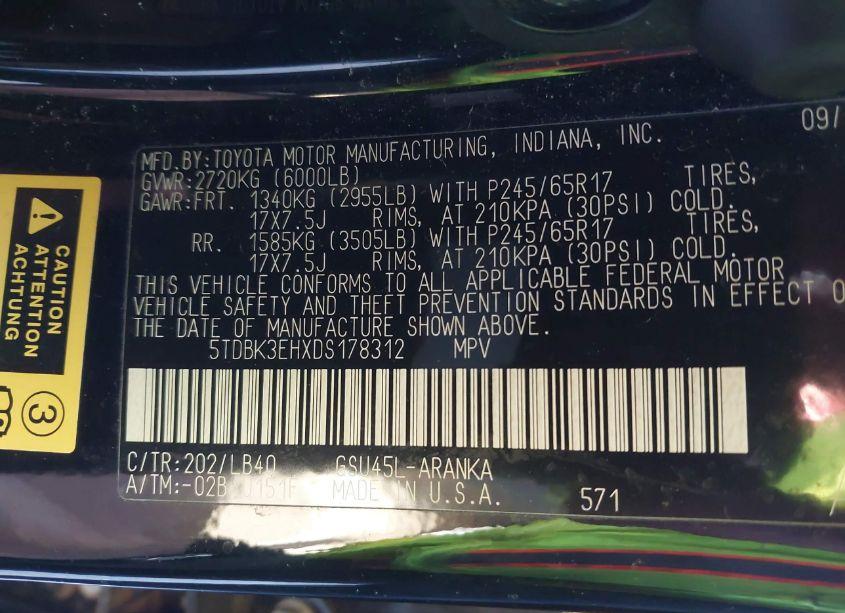 09/
MFD.BY:TOYOTA MOTOR MANUFACTURING, INDIANA, INC.
GVWR:2720KG (6000LB)
GAWR:FRT. 1340KG (2955LB) WITH P245/65R17 TIRES,
17X7.5J RIMS, AT 210KPA (30PSI) COLD.
RR. 1585KG (3505LB) WITH P245/65R17 TIRES,
17X7.5J RIMS, AT 210KPA (30PSI) COLD.
THIS VEHICLE CONFORMS TO ALL APPLICABLE FEDERAL MOTOR
VEHICLE SAFETY AND THEFT PREVENTION STANDARDS IN EFFECT O
THE DATE OF MANUFACTURE SHOWN ABOVE.
5TDBK3EHXDS178312 MPV
C/TR:202/LB40 GSU45L-ARANKA
A/TM:-02B J151F MADE IN U.S.A. 571
CAUTION
ATTENTION
ACHTUNG
3